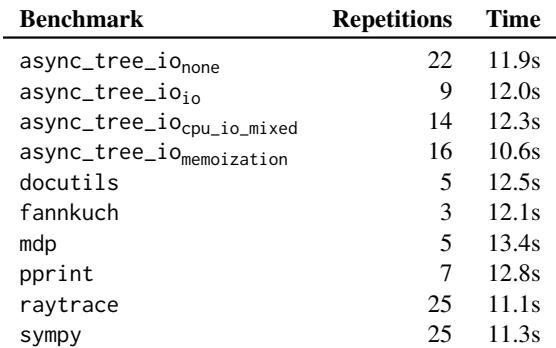 Benchmark Repetitions Time
async_tree_io_none 22 11.9s
async_tree_io_io 9 12.0s
async_tree_io_cpu_io_mixed 14 12.3s
async_tree_io_memoization 16 10.6s
docutils 5 12.5s
fannkuch 3 12.1s
mdp 5 13.4s
pprint 7 12.8s
raytrace 25 11.1s
sympy 25 11.3s